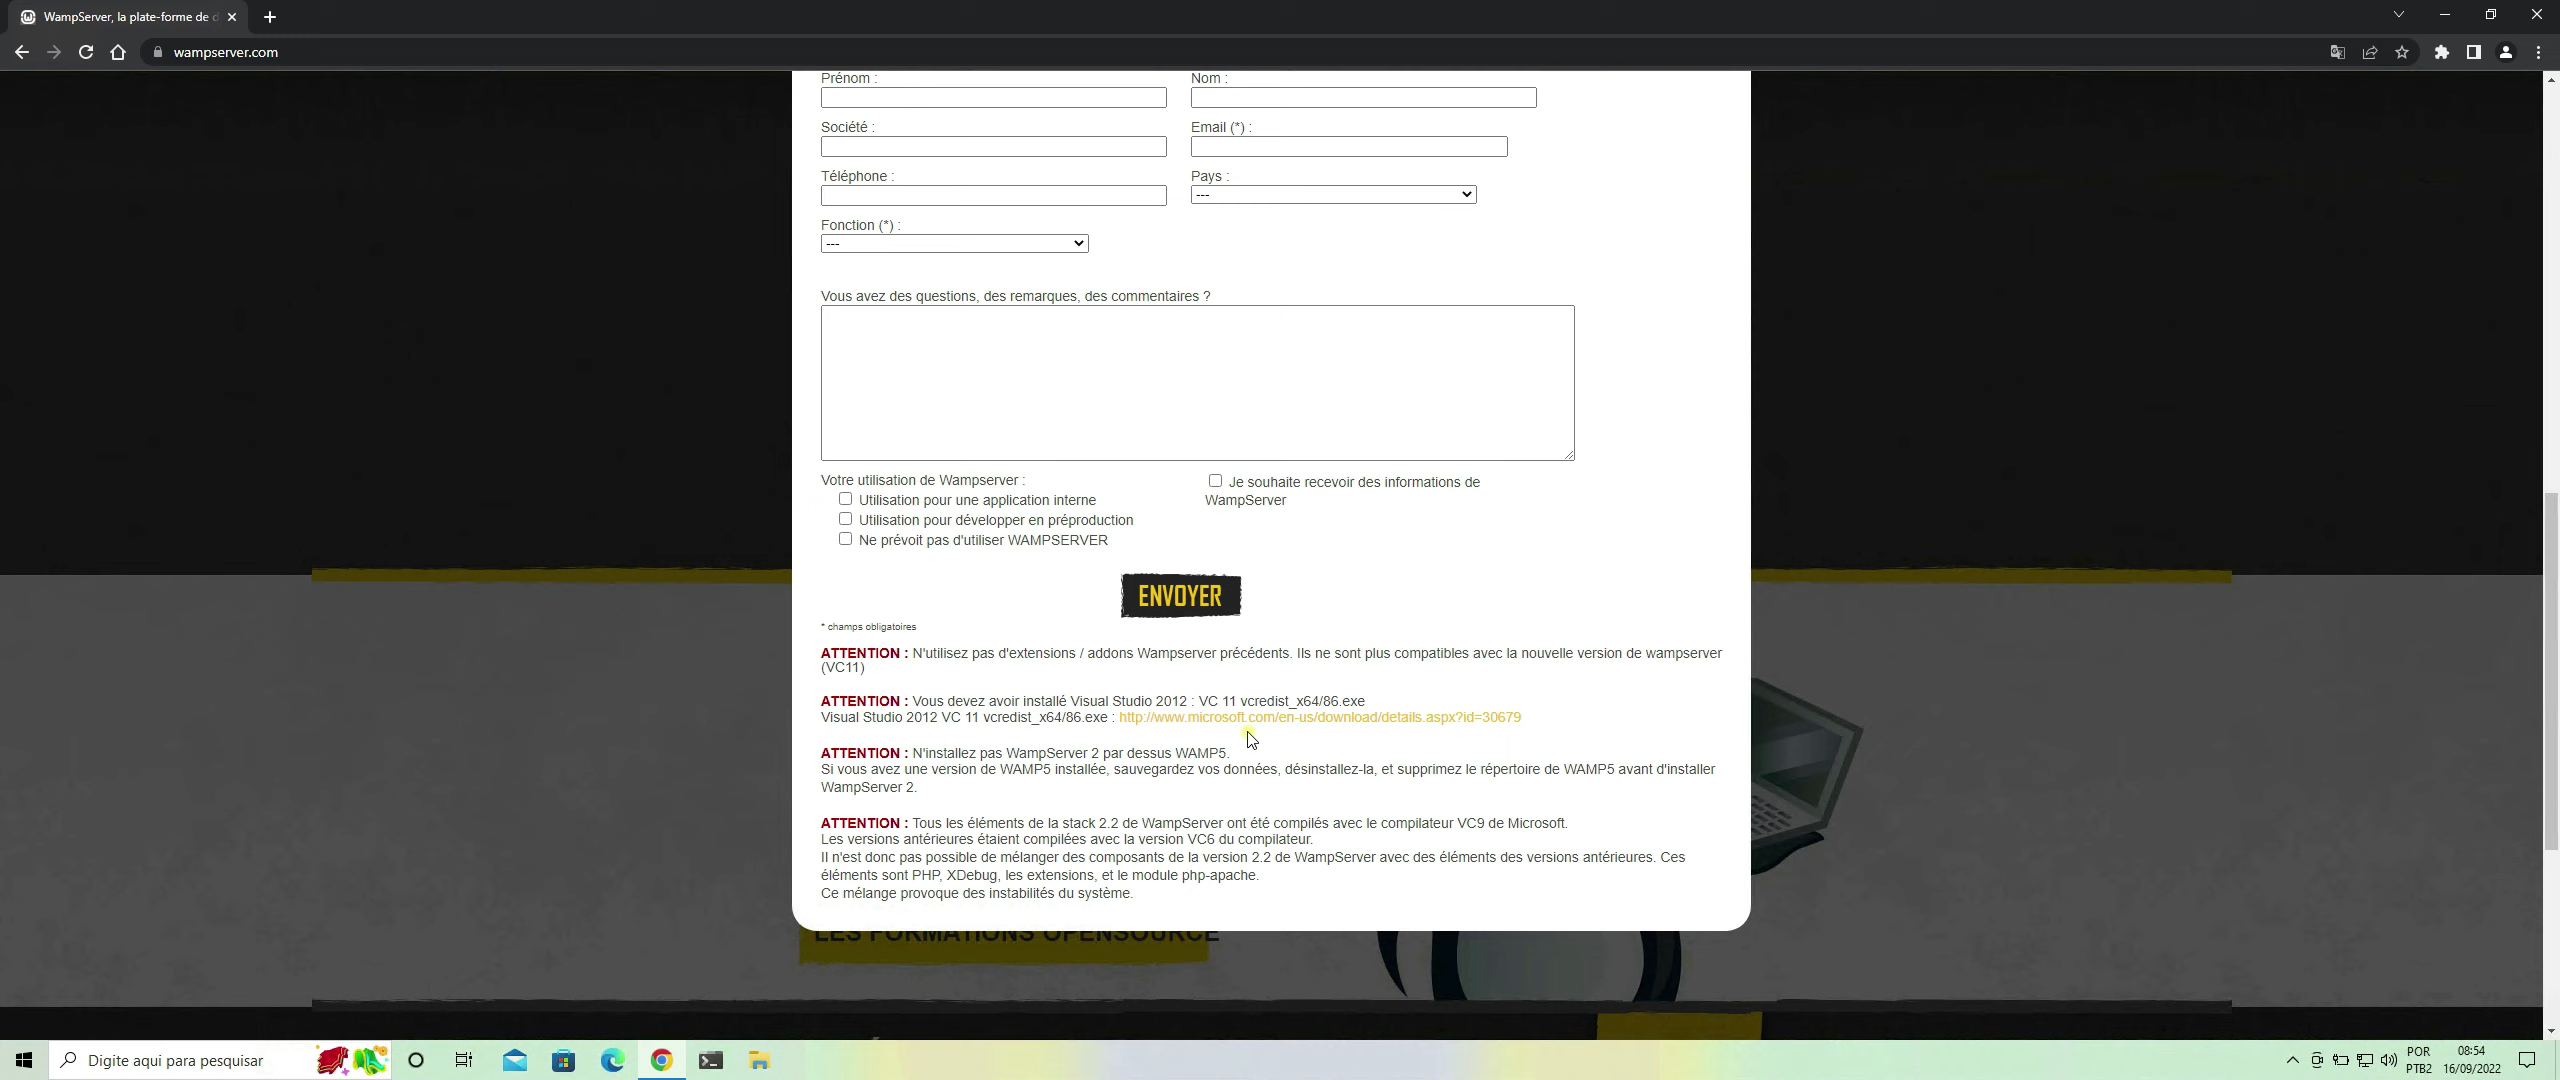 WampServer, la plate-forme de d
wampserver.com
Prénom :
Nom :
Société :
Email (*) :
Téléphone :
Pays :
---
Fonction (*) :
---
Vous avez des questions, des remarques, des commentaires ?
Votre utilisation de Wampserver :
Utilisation pour une application interne
Utilisation pour développer en préproduction
Ne prévoit pas d'utiliser WAMPSERVER
Je souhaite recevoir des informations de
WampServer
ENVOYER
* champs obligatoires
ATTENTION : N'utilisez pas d'extensions / addons Wampserver précédents. Ils ne sont plus compatibles avec la nouvelle version de wampserver
(VC11)
ATTENTION : Vous devez avoir installé Visual Studio 2012 : VC 11 vcredist_x64/86.exe
Visual Studio 2012 VC 11 vcredist_x64/86.exe : http://www.microsoft.com/en-us/download/details.aspx?id=30679
ATTENTION : N'installez pas WampServer 2 par dessus WAMP5.
Si vous avez une version de WAMP5 installée, sauvegardez vos données, désinstallez-la, et supprimez le répertoire de WAMP5 avant d'installer
WampServer 2.
ATTENTION : Tous les éléments de la stack 2.2 de WampServer ont été compilés avec le compilateur VC9 de Microsoft.
Les versions antérieures étaient compilées avec la version VC6 du compilateur.
Il n'est donc pas possible de mélanger des composants de la version 2.2 de WampServer avec des éléments des versions antérieures. Ces
éléments sont PHP, XDebug, les extensions, et le module php-apache.
Ce mélange provoque des instabilités du système.
LES FORMATIONS OPENSOURCE
Digite aqui para pesquisar
POR
PTB2
08:54
16/09/2022